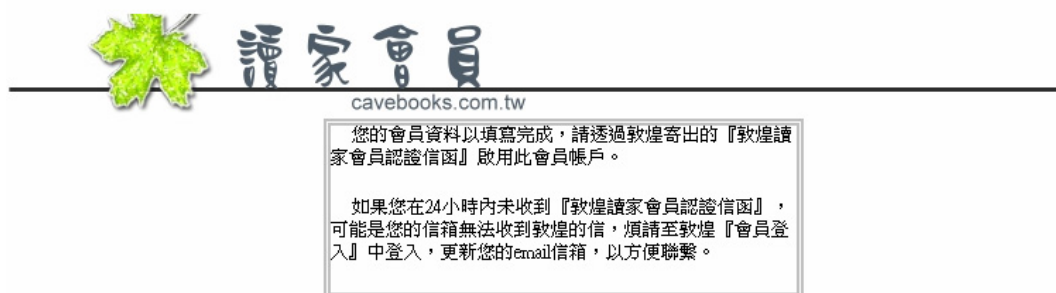 讀家會員
cavebooks.com.tw
您的會員資料以填寫完成，請透過敦煌寄出的『敦煌讀
家會員認證信函』啟用此會員帳戶。
如果您在24小時內未收到『敦煌讀家會員認證信函』，
可能是您的信箱無法收到敦煌的信，煩請至敦煌『會員登
入』中登入，更新您的email信箱，以方便聯繫。